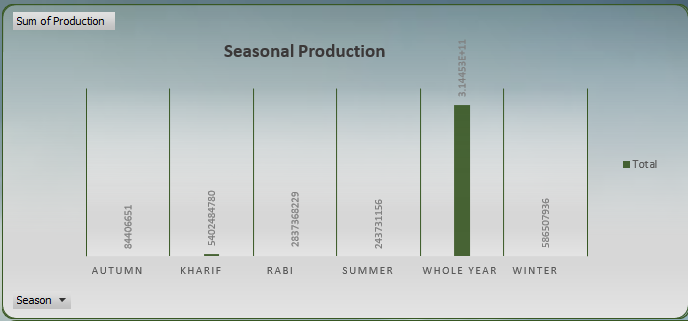 Sum of Production
Seasonal Production
84406651
5402484780
2837368229
243731156
3.14453E+11
586507936
Total
AUTUMN
KHARIF
RABI
SUMMER
WHOLE YEAR
WINTER
Season